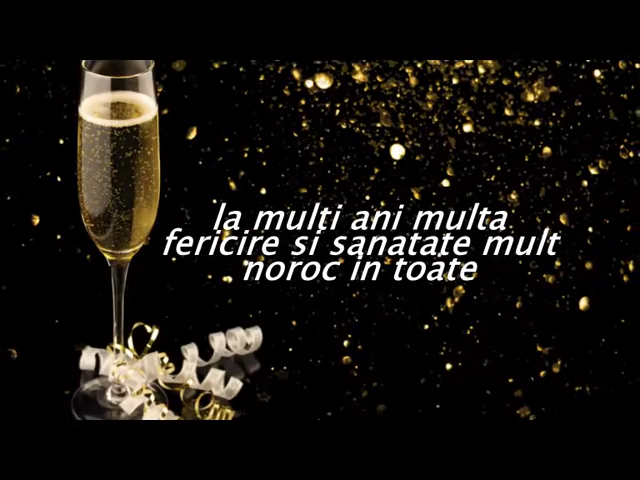 la multi ani multa
fericire si sanatate mult
noroc in toate